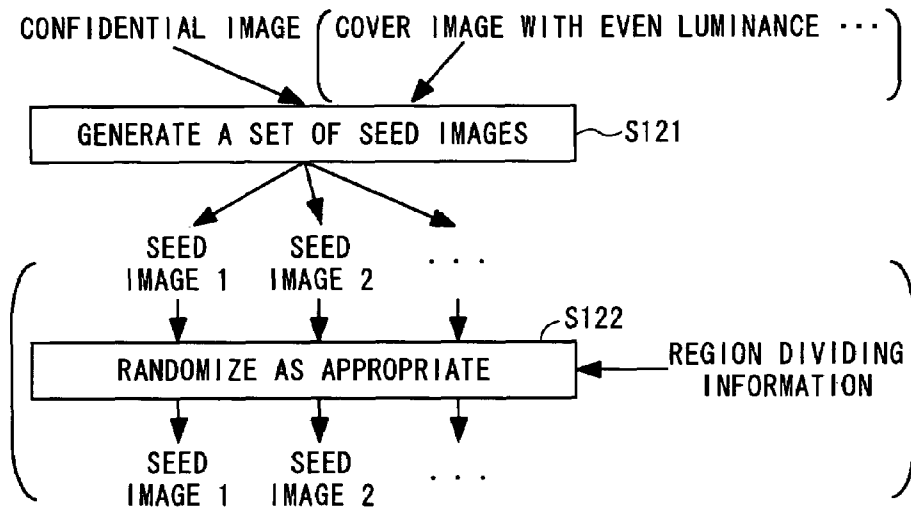 CONFIDENTIAL IMAGE (COVER IMAGE WITH EVEN LUMINANCE ···)
GENERATE A SET OF SEED IMAGES
S121
SEED IMAGE 1
SEED IMAGE 2
···
S122
RANDOMIZE AS APPROPRIATE
REGION DIVIDING
INFORMATION
SEED IMAGE 1
SEED IMAGE 2
···